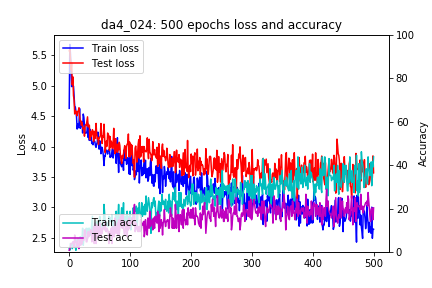 da4_024: 500 epochs loss and accuracy
Train loss
Test loss
Train acc
Test acc
Loss
Accuracy
5.5
5.0
4.5
4.0
3.5
3.0
2.5
100
80
60
40
20
0
0
100
200
300
400
500